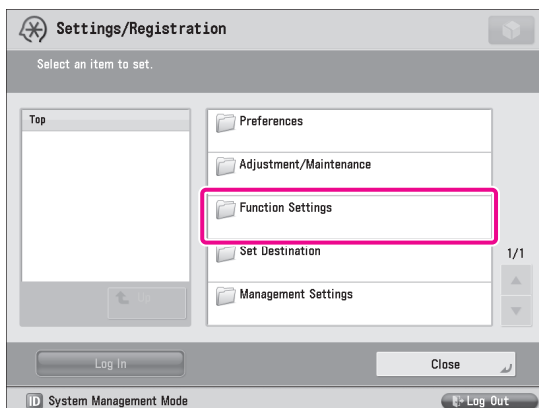 Settings/Registration
Select an item to set.
Top
Preferences
Adjustment/Maintenance
Function Settings
Set Destination
1/1
Up
Management Settings
Log In
Close
ID System Management Mode
Log Out